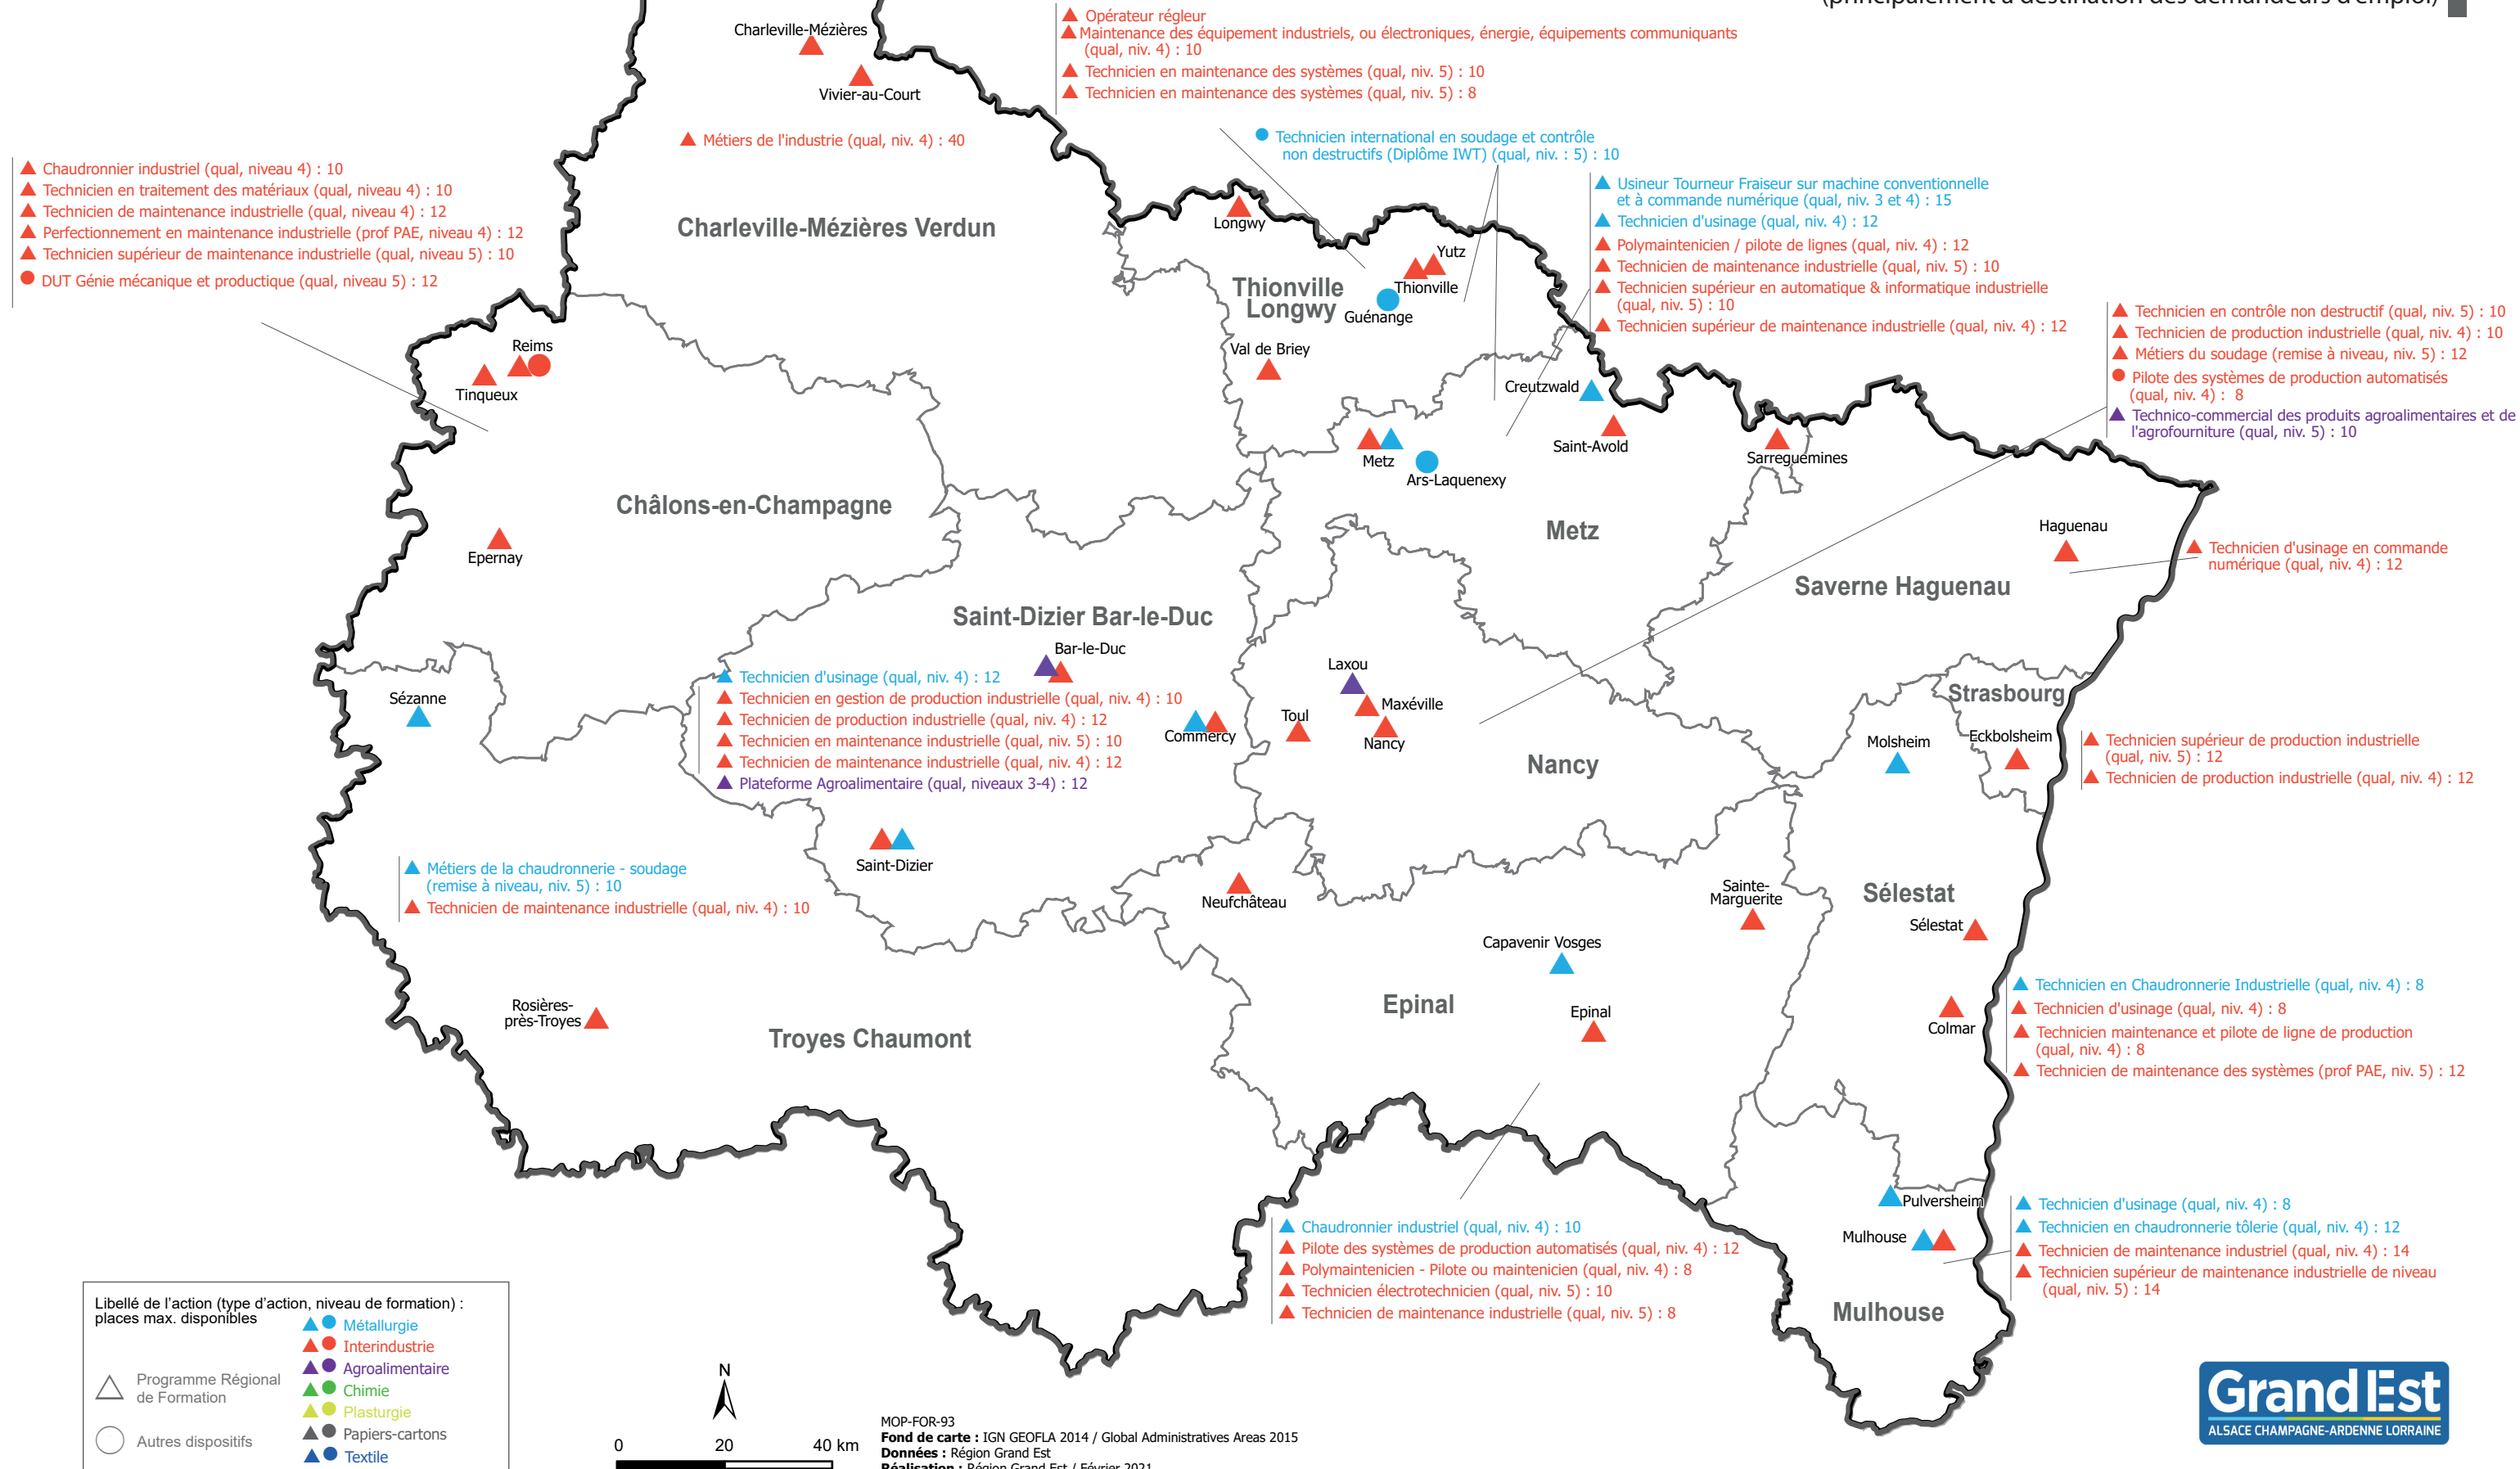 (principalement à destination des demandeurs d'emploi)
Charleville-Mézières
Vivier-au-Court
Métiers de l'industrie (qual, niv. 4) : 40
Charleville-Mézières Verdun
Opérateur régleur
Maintenance des équipement industriels, ou électroniques, énergie, équipements communiquants
(qual, niv. 4) : 10
Technicien en maintenance des systèmes (qual, niv. 5) : 10
Technicien en maintenance des systèmes (qual, niv. 5) : 8
Technicien international en soudage et contrôle
non destructifs (Diplôme IWT) (qual, niv. : 5) : 10
Chaudronnier industriel (qual, niveau 4) : 10
Technicien en traitement des matériaux (qual, niveau 4) : 10
Technicien de maintenance industrielle (qual, niveau 4) : 12
Perfectionnement en maintenance industrielle (prof PAE, niveau 4) : 12
Technicien supérieur de maintenance industrielle (qual, niveau 5) : 10
DUT Génie mécanique et productique (qual, niveau 5) : 12
Usineur Tourneur Fraiseur sur machine conventionnelle
et à commande numérique (qual, niv. 3 et 4) : 15
Technicien d'usinage (qual, niv. 4) : 12
Polymaintenicien / pilote de lignes (qual, niv. 4) : 12
Technicien de maintenance industrielle (qual, niv. 5) : 10
Technicien supérieur en automatique & informatique industrielle
(qual, niv. 5) : 10
Technicien supérieur de maintenance industrielle (qual, niv. 4) : 12
Technicien en contrôle non destructif (qual, niv. 5) : 10
Technicien de production industrielle (qual, niv. 4) : 10
Métiers du soudage (remise à niveau, niv. 5) : 12
Pilote des systèmes de production automatisés
(qual, niv. 4) : 8
Technico-commercial des produits agroalimentaires et de
l'agrofourniture (qual, niv. 5) : 10
Longwy
Yutz
Thionville
Thionville
Longwy
Guénange
Val de Briey
Reims
Tinqueux
Creutzwald
Saint-Avold
Sarreguemines
Metz
Ars-Laquenexy
Metz
Châlons-en-Champagne
Epernay
Haguenau
Technicien d'usinage en commande
numérique (qual, niv. 4) : 12
Saverne Haguenau
Saint-Dizier Bar-le-Duc
Bar-le-Duc
Technicien d'usinage (qual, niv. 4) : 12
Technicien en gestion de production industrielle (qual, niv. 4) : 10
Technicien de production industrielle (qual, niv. 4) : 12
Technicien en maintenance industrielle (qual, niv. 5) : 10
Technicien de maintenance industrielle (qual, niv. 4) : 12
Plateforme Agroalimentaire (qual, niveaux 3-4) : 12
Commercy
Sézanne
Laxou
Maxéville
Toul
Nancy
Nancy
Strasbourg
Molsheim
Eckbolsheim
Technicien supérieur de production industrielle
(qual, niv. 5) : 12
Technicien de production industrielle (qual, niv. 4) : 12
Saint-Dizier
Métiers de la chaudronnerie - soudage
(remise à niveau, niv. 5) : 10
Technicien de maintenance industrielle (qual, niv. 4) : 10
Neufchâteau
Sainte-
Marguerite
Sélestat
Sélestat
Capavenir Vosges
Epinal
Epinal
Colmar
Technicien en Chaudronnerie Industrielle (qual, niv. 4) : 8
Technicien d'usinage (qual, niv. 4) : 8
Technicien maintenance et pilote de ligne de production
(qual, niv. 4) : 8
Technicien de maintenance des systèmes (prof PAE, niv. 5) : 12
Rosières-
près-Troyes
Troyes Chaumont
Chaudronnier industriel (qual, niv. 4) : 10
Pilote des systèmes de production automatisés (qual, niv. 4) : 12
Polymaintenicien - Pilote ou maintenicien (qual, niv. 4) : 8
Technicien électrotechnicien (qual, niv. 5) : 10
Technicien de maintenance industrielle (qual, niv. 5) : 8
Pulversheim
Mulhouse
Technicien d'usinage (qual, niv. 4) : 8
Technicien en chaudronnerie tôlerie (qual, niv. 4) : 12
Technicien de maintenance industriel (qual, niv. 4) : 14
Technicien supérieur de maintenance industrielle de niveau
(qual, niv. 5) : 14
Mulhouse
Libellé de l'action (type d'action, niveau de formation) :
places max. disponibles
Métallurgie
Interindustrie
Agroalimentaire
Chimie
Plasturgie
Papiers-cartons
Textile
Programme Régional
de Formation
Autres dispositifs
N
0 20 40 km
MOP-FOR-93
Fond de carte : IGN GEOFLA 2014 / Global Administratives Areas 2015
Données : Région Grand Est
Réalisation : Région Grand Est / Février 2021
Grand Est
ALSACE CHAMPAGNE-ARDENNE LORRAINE